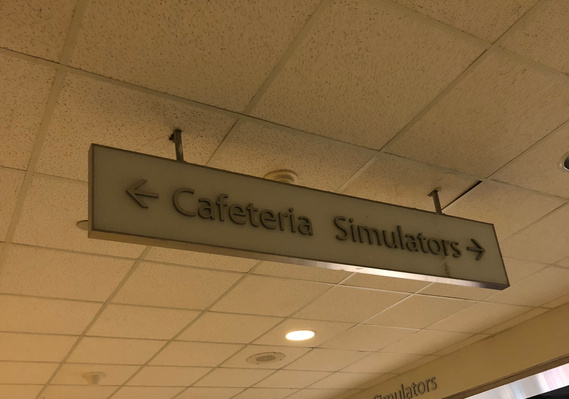 ← Cafeteria Simulators →
Simulators